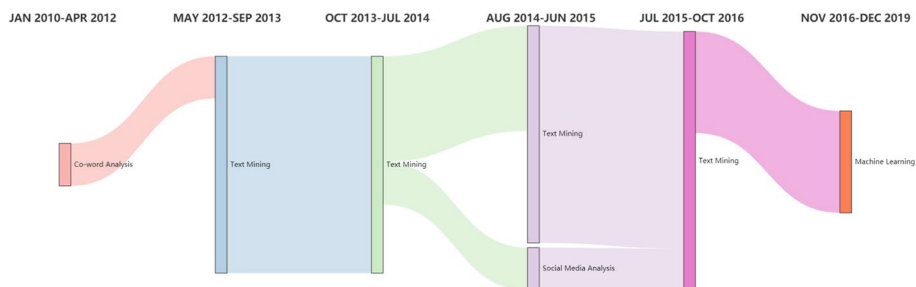 JAN 2010-APR 2012 MAY 2012-SEP 2013 OCT 2013-JUL 2014 AUG 2014-JUN 2015 JUL 2015-OCT 2016 NOV 2016-DEC 2019
Text Mining
Co-word Analysis Text Mining Text Mining Text Mining Machine Learning
Social Media Analysis